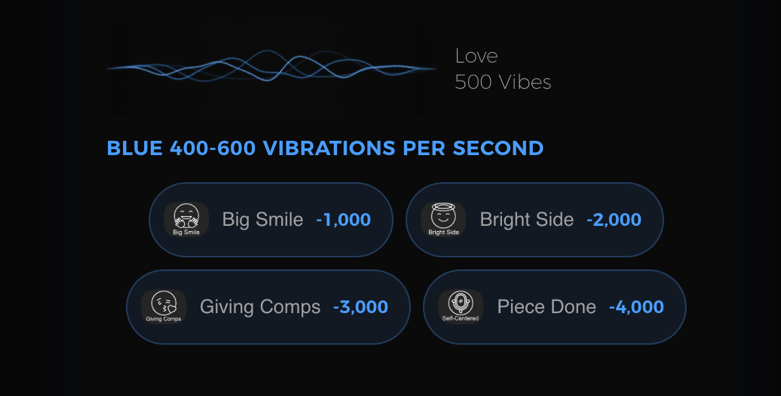 Love
500 Vibes
BLUE 400-600 VIBRATIONS PER SECOND
Big Smile
Big Smile -1,000
Bright Side
Bright Side -2,000
Giving Comps
Giving Comps -3,000
Self-Centered
Piece Done -4,000